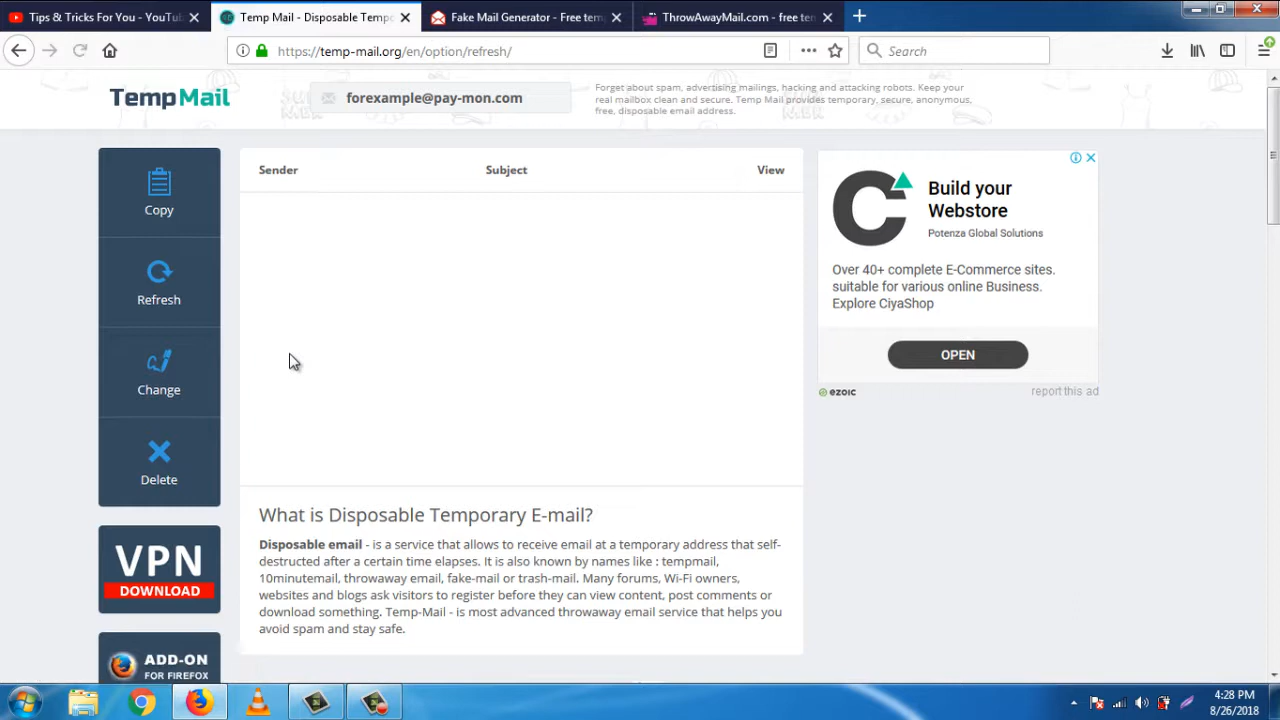 Tips & Tricks For You - YouTu
Temp Mail - Disposable Tempo
Fake Mail Generator - Free tem
ThrowAwayMail.com - free ten
https://temp-mail.org/en/option/refresh/
Search
TempMail
forexample@pay-mon.com
Forget about spam, advertising mailings, hacking and attacking robots. Keep your
real mailbox clean and secure. Temp Mail provides temporary, secure, anonymous,
free, disposable email address.
Copy
Refresh
Change
Delete
VPN
DOWNLOAD
ADD-ON
FOR FIREFOX
Sender
Subject
View
What is Disposable Temporary E-mail?
Disposable email - is a service that allows to receive email at a temporary address that self-
destructed after a certain time elapses. It is also known by names like : tempmail,
10minutemail, throwaway email, fake-mail or trash-mail. Many forums, Wi-Fi owners,
websites and blogs ask visitors to register before they can view content, post comments or
download something. Temp-Mail - is most advanced throwaway email service that helps you
avoid spam and stay safe.
Build your
Webstore
Potenza Global Solutions
Over 40+ complete E-Commerce sites.
suitable for various online Business.
Explore CiyaShop
OPEN
ezoic
report this ad
4:28 PM
8/26/2018